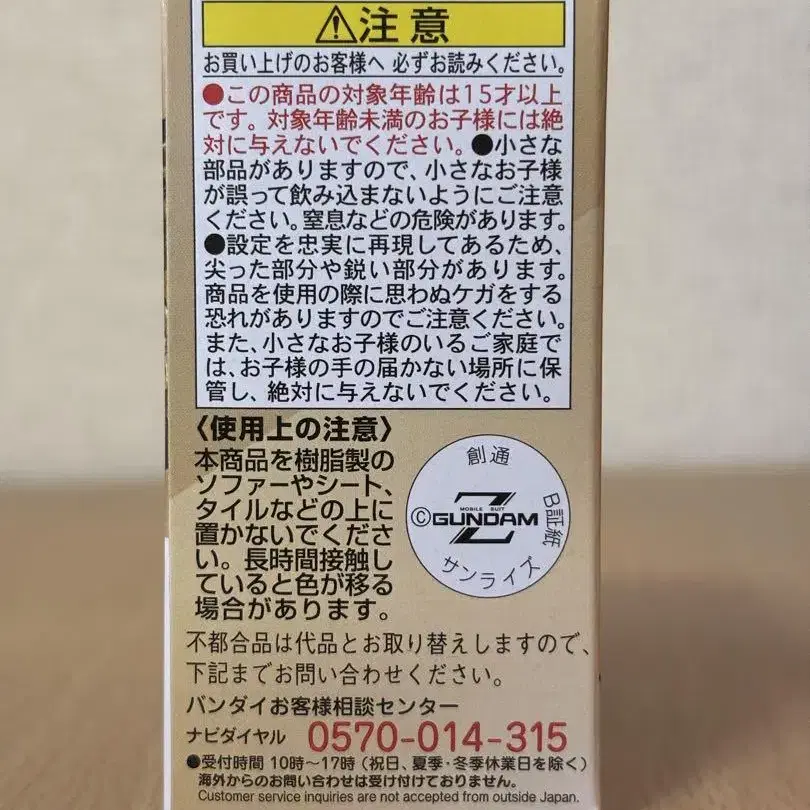 ⚠注意
お買い上げのお客様へ 必ずお読みください。
●この商品の対象年齢は15才以上
です。対象年齢未満のお子様には絶
対に与えないでください。●小さな
部品がありますので、小さなお子様
が誤って飲み込まないようにご注意
ください。窒息などの危険があります。
●設定を忠実に再現してあるため、
尖った部分や鋭い部分があります。
商品を使用の際に思わぬケガをする
恐れがありますのでご注意ください。
また、小さなお子様のいるご家庭で
は、お子様の手の届かない場所に保
管し、絶対に与えないでください。
〈使用上の注意〉
本商品を樹脂製の
ソファーやシート、
タイルなどの上に
置かないでくださ
い。長時間接触し
ていると色が移る
場合があります。
創通
MOBILE SUIT
©GUNDAM
Z
B証紙
サンライズ
不都合品は代品とお取り替えしますので、
下記までお問い合わせください。
バンダイお客様相談センター
ナビダイヤル 0570-014-315
●受付時間 10時～17時 (祝日、夏季・冬季休業日を除く)
海外からのお問い合わせは受け付けておりません。
Customer service inquiries are not accepted from outside Japan.